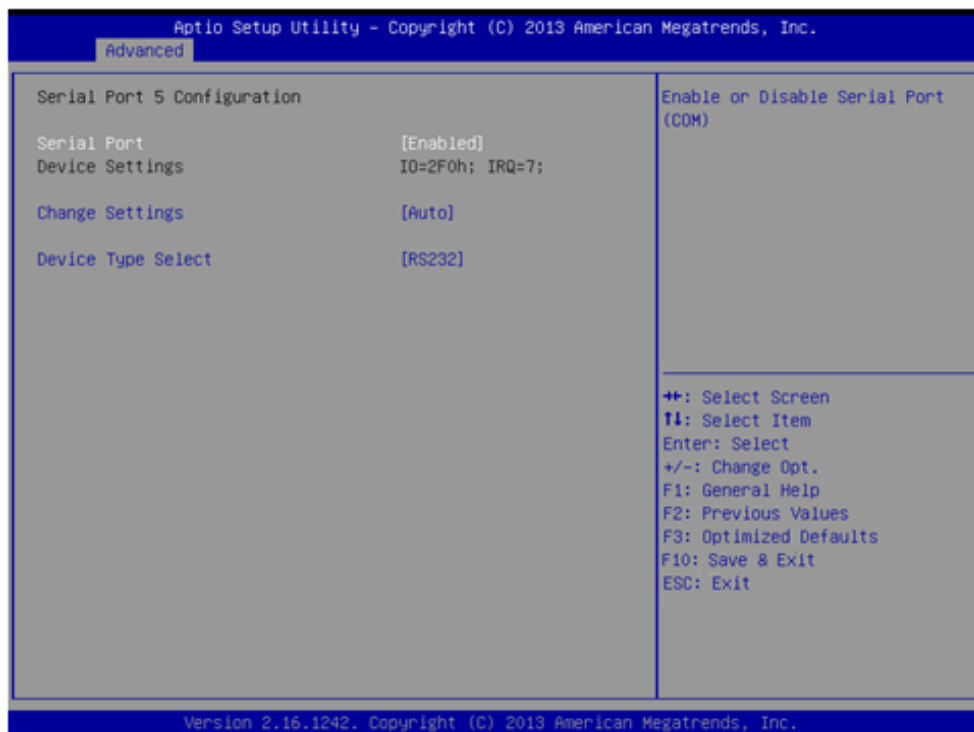 Aptio Setup Utility – Copyright (C) 2013 American Megatrends, Inc.
Advanced
Serial Port 5 Configuration
Serial Port [Enabled]
Device Settings IO=2F0h; IRQ=7;
Change Settings [Auto]
Device Type Select [RS232]
Enable or Disable Serial Port
(COM)
→←: Select Screen
↑↓: Select Item
Enter: Select
+/-: Change Opt.
F1: General Help
F2: Previous Values
F3: Optimized Defaults
F10: Save & Exit
ESC: Exit
Version 2.16.1242. Copyright (C) 2013 American Megatrends, Inc.